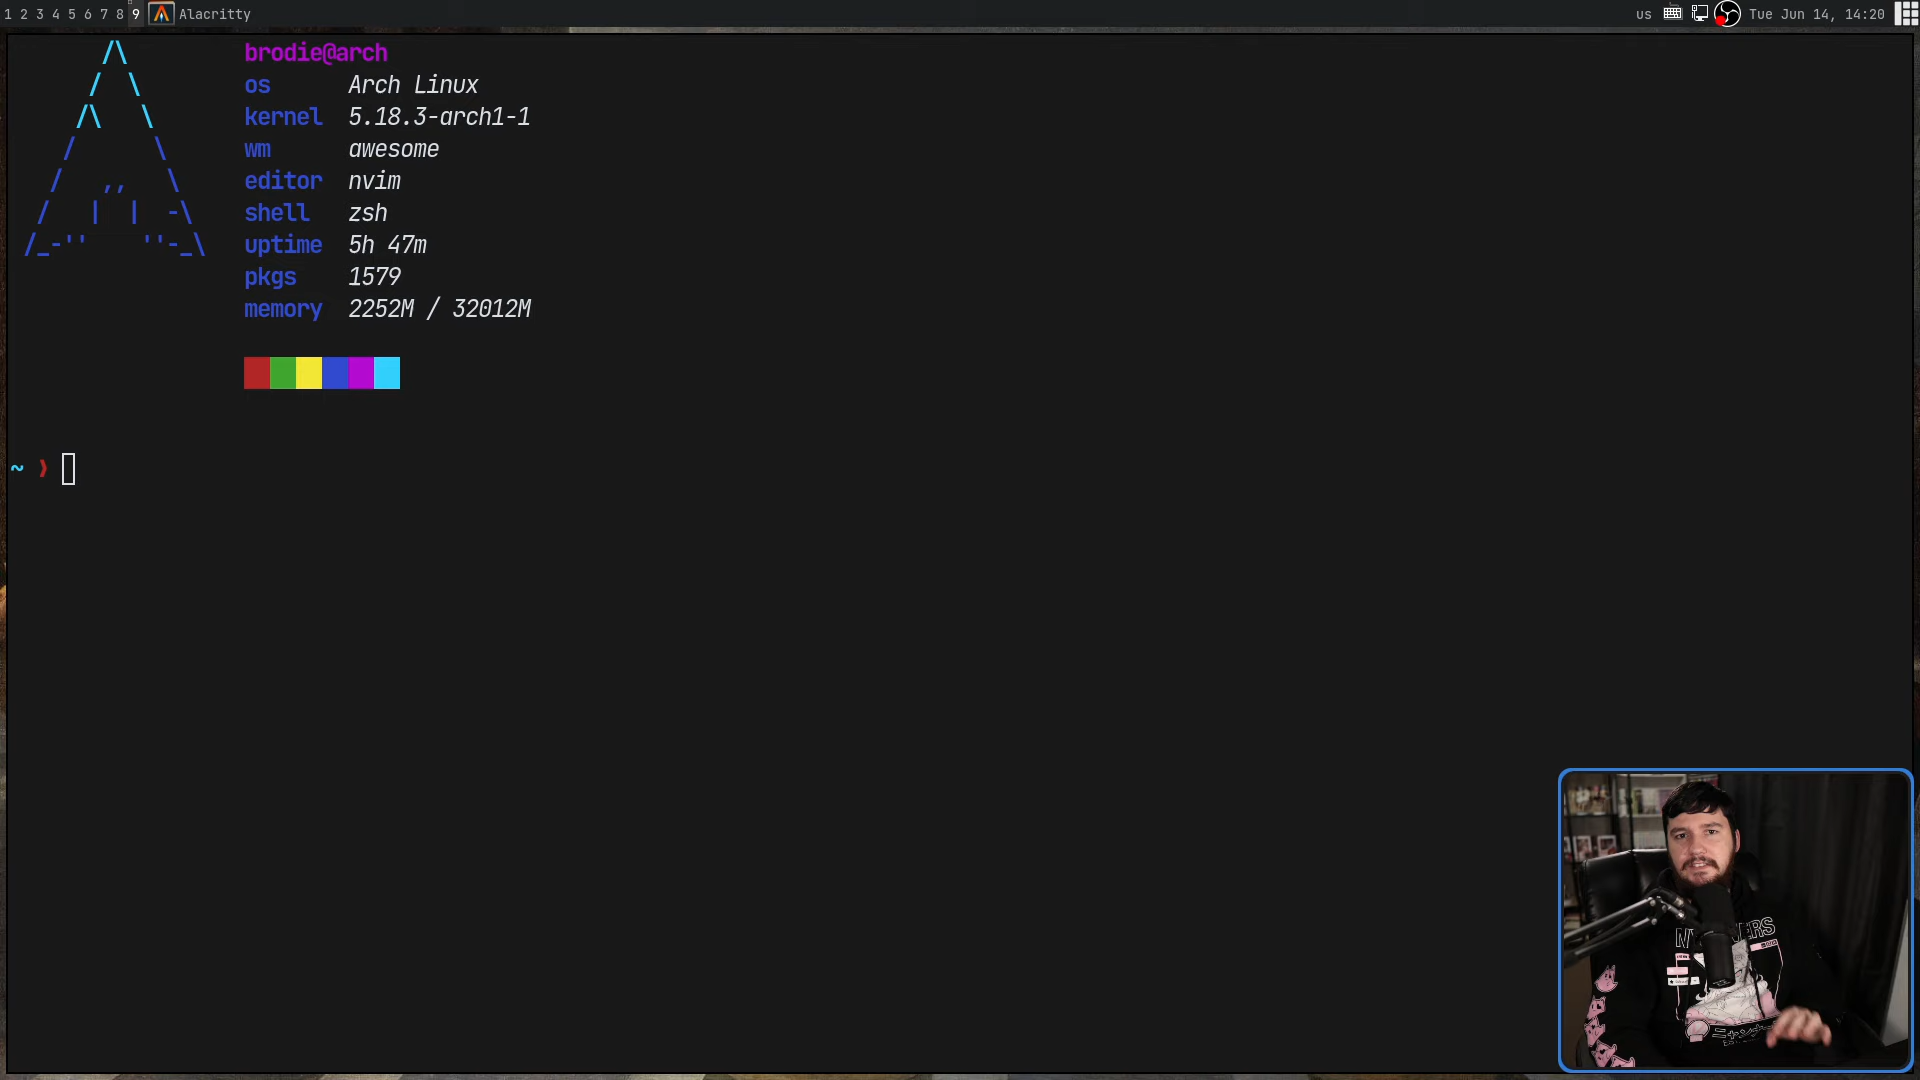 1 2 3 4 5 6 7 8 9 Alacritty
us Tue Jun 14, 14:20
brodie@arch
os Arch Linux
kernel 5.18.3-arch1-1
wm awesome
editor nvim
shell zsh
uptime 5h 47m
pkgs 1579
memory 2252M / 32012M
~ ❯